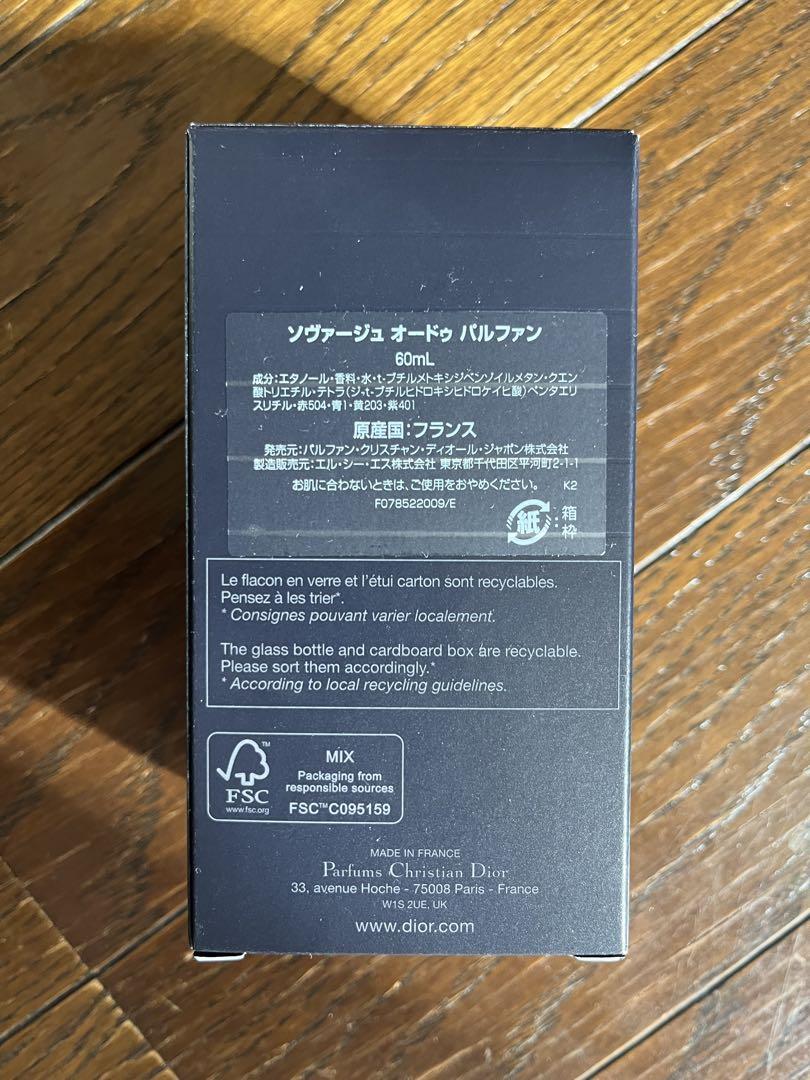 ソヴァージュ オードゥ パルファン
60mL
成分:エタノール・香料・水・t-ブチルメトキシジベンゾイルメタン・クエン
酸トリエチル・テトラ(ジ-t-ブチルヒドロキシヒドロケイヒ酸)ペンタエリ
スリチル・赤504・青1・黄203・紫401
原産国:フランス
発売元:パルファン・クリスチャン・ディオール・ジャポン株式会社
製造販売元:エル・シー・エス株式会社 東京都千代田区平河町2-1-1
お肌に合わないときは、ご使用をおやめください。 K2
F078522009/E
紙 :箱
:枠
Le flacon en verre et l'étui carton sont recyclables.
Pensez à les trier*.
* Consignes pouvant varier localement.
The glass bottle and cardboard box are recyclable.
Please sort them accordingly.*
* According to local recycling guidelines.
FSC™
www.fsc.org
MIX
Packaging from
responsible sources
FSC™C095159
MADE IN FRANCE
Parfums Christian Dior
33, avenue Hoche - 75008 Paris - France
W1S 2UE, UK
www.dior.com